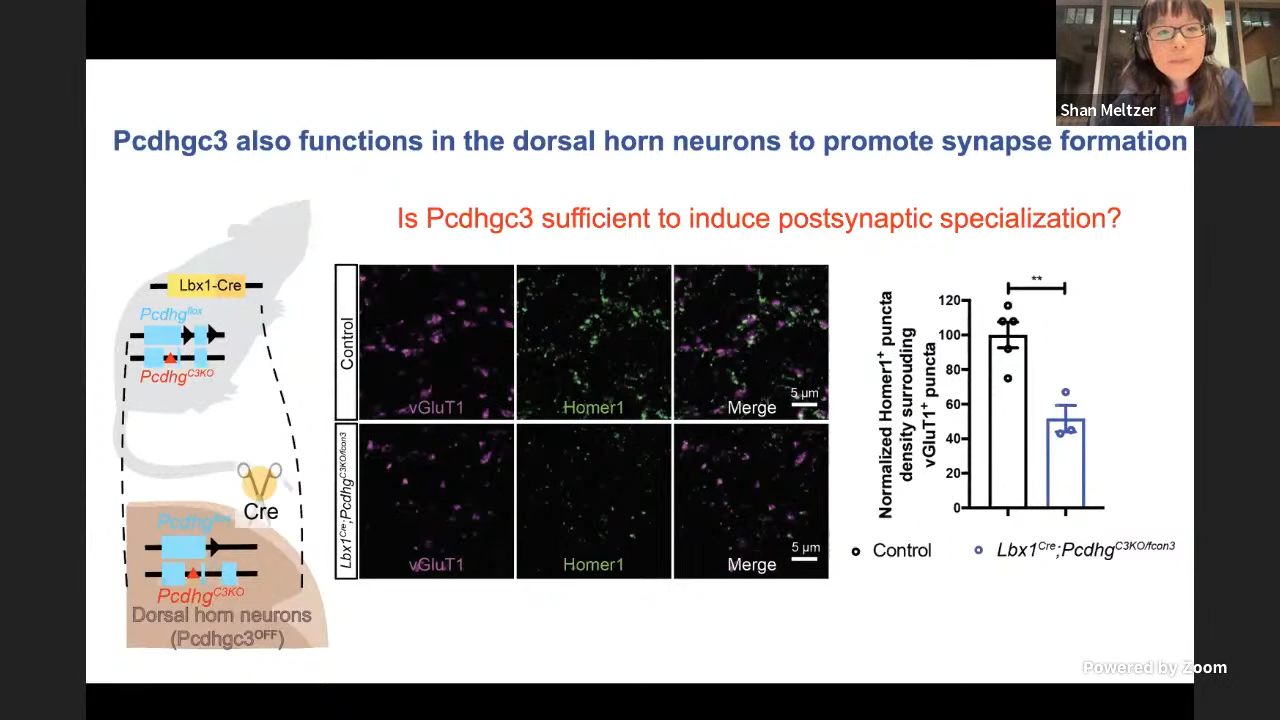 Shan Meltzer
Pcdhgc3 also functions in the dorsal horn neurons to promote synapse formation
Is Pcdhgc3 sufficient to induce postsynaptic specialization?
Lbx1-Cre
Pcdhg^flox
Pcdhg^C3KO
Cre
Pcdhg^flox
Pcdhg^C3KO
Dorsal horn neurons
(Pcdhgc3^OFF)
Control
vGluT1
Homer1
Merge
5 µm
Lbx1^Cre;Pcdhg^C3KO/fcon3
vGluT1
Homer1
Merge
5 µm
Normalized Homer1⁺ puncta
density surrounding
vGluT1⁺ puncta
120
100
80
60
40
20
0
**
Control
Lbx1^Cre;Pcdhg^C3KO/fcon3
Powered by Zoom